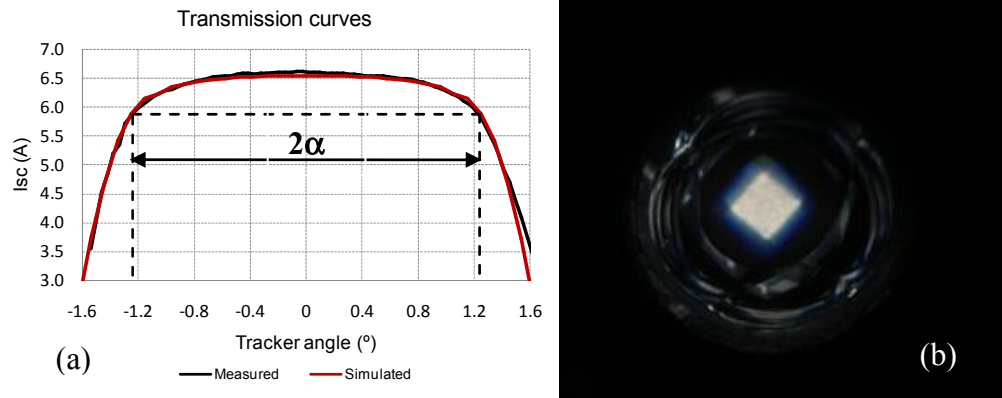 Transmission curves
7.0
6.5
6.0
5.5
5.0
4.5
4.0
3.5
3.0
Isc (A)
2α
-1.6 -1.2 -0.8 -0.4 0 0.4 0.8 1.2 1.6
Tracker angle (º)
(a)
Measured Simulated
(b)